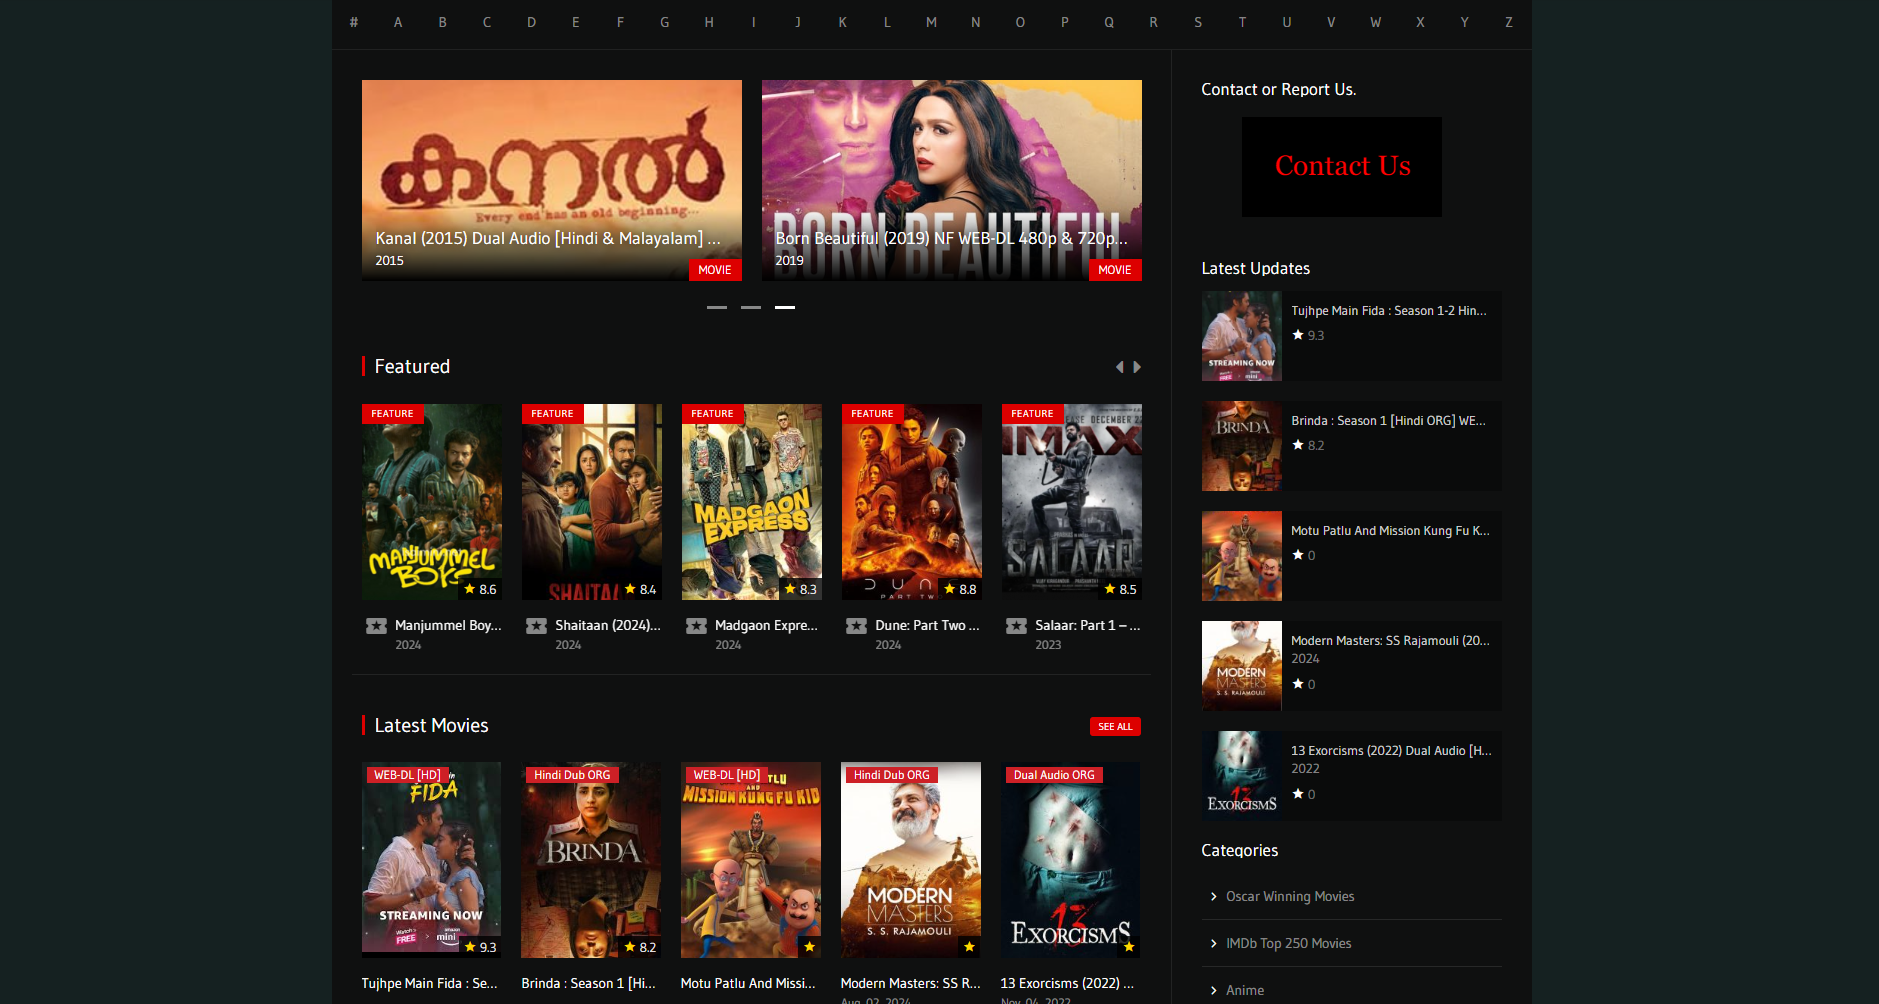 # A B C D E F G H I J K L M N O P Q R S T U V W X Y Z
കനൽ
Every end has an old beginning...
Kanal (2015) Dual Audio [Hindi & Malayalam] ...
2015
MOVIE
BORN BEAUTIFUL
Born Beautiful (2019) NF WEB-DL 480p & 720p...
2019
MOVIE
Featured
FEATURE
MANJUMMEL BOYS
8.6
Manjummel Boy...
2024
FEATURE
SHAITAA
8.4
Shaitaan (2024)...
2024
FEATURE
MADGAON EXPRESS
8.3
Madgaon Expre...
2024
FEATURE
DUNE
PART TWO
8.8
Dune: Part Two ...
2024
FEATURE
DECEMBER 22
IMAX
SALAAR
8.5
Salaar: Part 1 – ...
2023
Latest Movies
SEE ALL
WEB-DL [HD]
in
FIDA
STREAMING NOW
FREE
amazon
mini
9.3
Tujhpe Main Fida : Se...
Hindi Dub ORG
BRINDA
8.2
Brinda : Season 1 [Hi...
WEB-DL [HD]
TLU
AND
MISSION KUNG FU KID
Motu Patlu And Missi...
Hindi Dub ORG
MODERN
MASTERS
S. S. RAJAMOULI
Modern Masters: SS R...
Aug. 02, 2024
Dual Audio ORG
13
EXORCISMS
13 Exorcisms (2022) ...
Nov. 04, 2022
Contact or Report Us.
Contact Us
Latest Updates
STREAMING NOW
FREE
mini
Tujhpe Main Fida : Season 1-2 Hin...
9.3
BRINDA
Brinda : Season 1 [Hindi ORG] WE...
8.2
Motu Patlu And Mission Kung Fu K...
0
MODERN
MASTERS
S. S. RAJAMOULI
Modern Masters: SS Rajamouli (20...
2024
0
13
EXORCISMS
13 Exorcisms (2022) Dual Audio [H...
2022
0
Categories
Oscar Winning Movies
IMDb Top 250 Movies
Anime